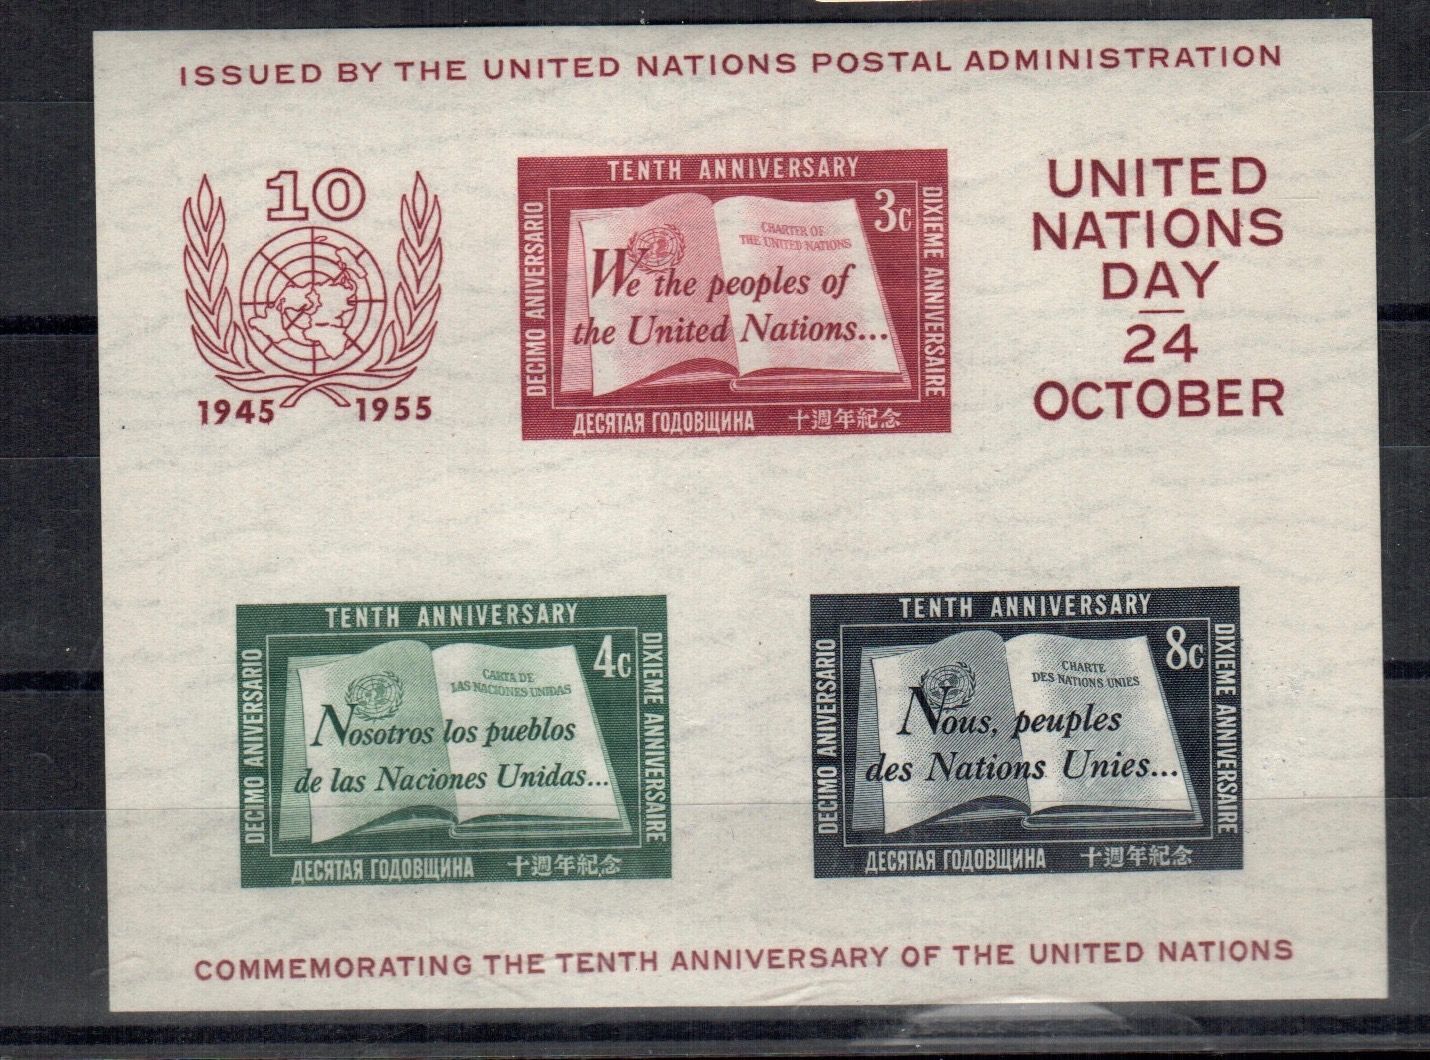 ISSUED BY THE UNITED NATIONS POSTAL ADMINISTRATION
10
1945 1955
TENTH ANNIVERSARY
DECIMO ANIVERSARIO
3c
CHARTER OF
THE UNITED NATIONS
We the peoples of
the United Nations...
DIXIEME ANNIVERSAIRE
ДЕСЯТАЯ ГОДОВЩИНА 十週年紀念
UNITED
NATIONS
DAY
—
24
OCTOBER
TENTH ANNIVERSARY
DECIMO ANIVERSARIO
4c
CARTA DE
LAS NACIONES UNIDAS
Nosotros los pueblos
de las Naciones Unidas...
DIXIEME ANNIVERSAIRE
ДЕСЯТАЯ ГОДОВЩИНА 十週年紀念
TENTH ANNIVERSARY
DECIMO ANIVERSARIO
8c
CHARTE
DES NATIONS UNIES
Nous, peuples
des Nations Unies...
DIXIEME ANNIVERSAIRE
ДЕСЯТАЯ ГОДОВЩИНА 十週年紀念
COMMEMORATING THE TENTH ANNIVERSARY OF THE UNITED NATIONS